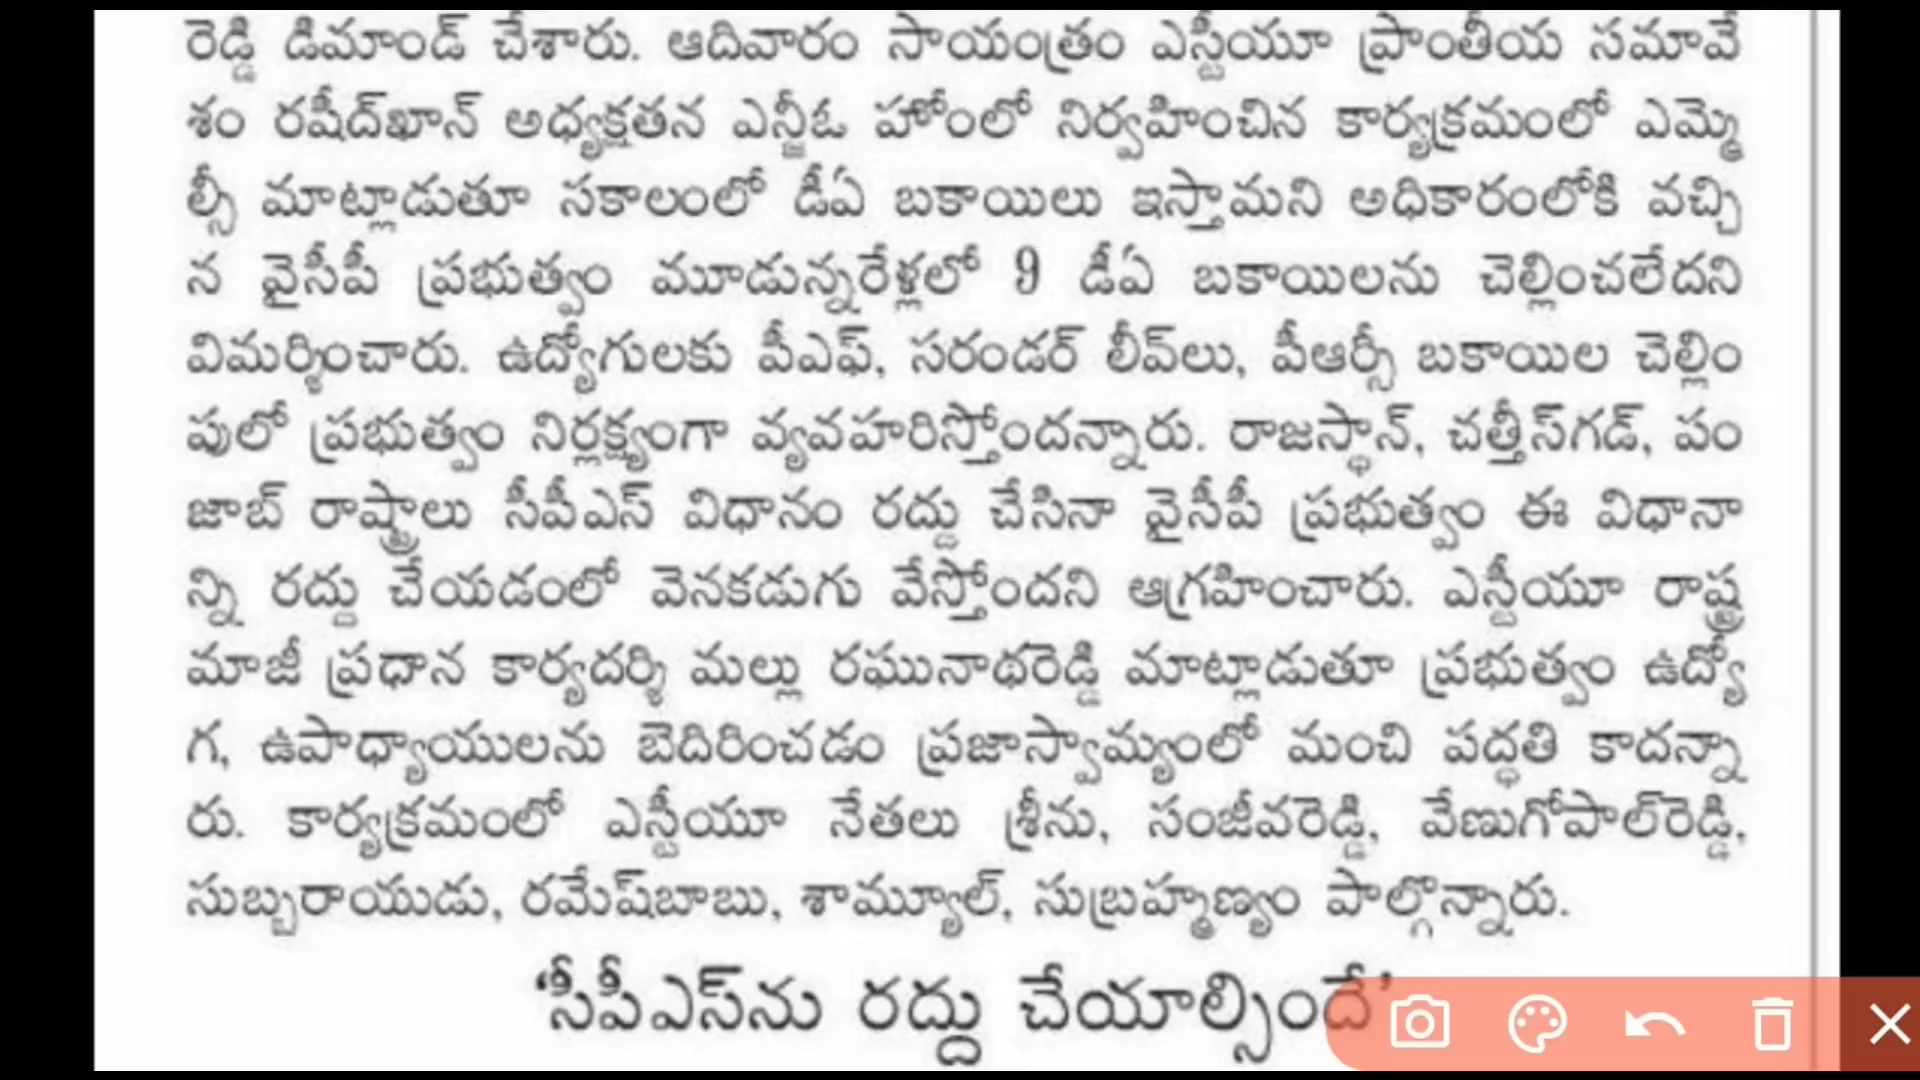 రెడ్డి డిమాండ్ చేశారు. ఆదివారం సాయంత్రం ఎస్టీయూ ప్రాంతీయ సమావే
శం రషీద్‌ఖాన్ అధ్యక్షతన ఎన్జీఓ హోంలో నిర్వహించిన కార్యక్రమంలో ఎమ్మె
ల్సీ మాట్లాడుతూ సకాలంలో డీఏ బకాయిలు ఇస్తామని అధికారంలోకి వచ్చి
న వైసీపీ ప్రభుత్వం మూడున్నరేళ్లలో 9 డీఏ బకాయిలను చెల్లించలేదని
విమర్శించారు. ఉద్యోగులకు పీఎఫ్, సరండర్ లీవ్‌లు, పీఆర్సీ బకాయిల చెల్లిం
పులో ప్రభుత్వం నిర్లక్ష్యంగా వ్యవహరిస్తోందన్నారు. రాజస్థాన్, చత్తీస్‌గడ్, పం
జాబ్ రాష్ట్రాలు సీపీఎస్ విధానం రద్దు చేసినా వైసీపీ ప్రభుత్వం ఈ విధానా
న్ని రద్దు చేయడంలో వెనకడుగు వేస్తోందని ఆగ్రహించారు. ఎస్టీయూ రాష్ట్ర
మాజీ ప్రధాన కార్యదర్శి మల్లు రఘునాథరెడ్డి మాట్లాడుతూ ప్రభుత్వం ఉద్యో
గ, ఉపాధ్యాయులను బెదిరించడం ప్రజాస్వామ్యంలో మంచి పద్ధతి కాదన్నా
రు. కార్యక్రమంలో ఎస్టీయూ నేతలు శ్రీను, సంజీవరెడ్డి, వేణుగోపాల్‌రెడ్డి,
సుబ్బరాయుడు, రమేష్‌బాబు, శామ్యూల్, సుబ్రహ్మణ్యం పాల్గొన్నారు.
‘సీపీఎస్‌ను రద్దు చేయాల్సిందే’